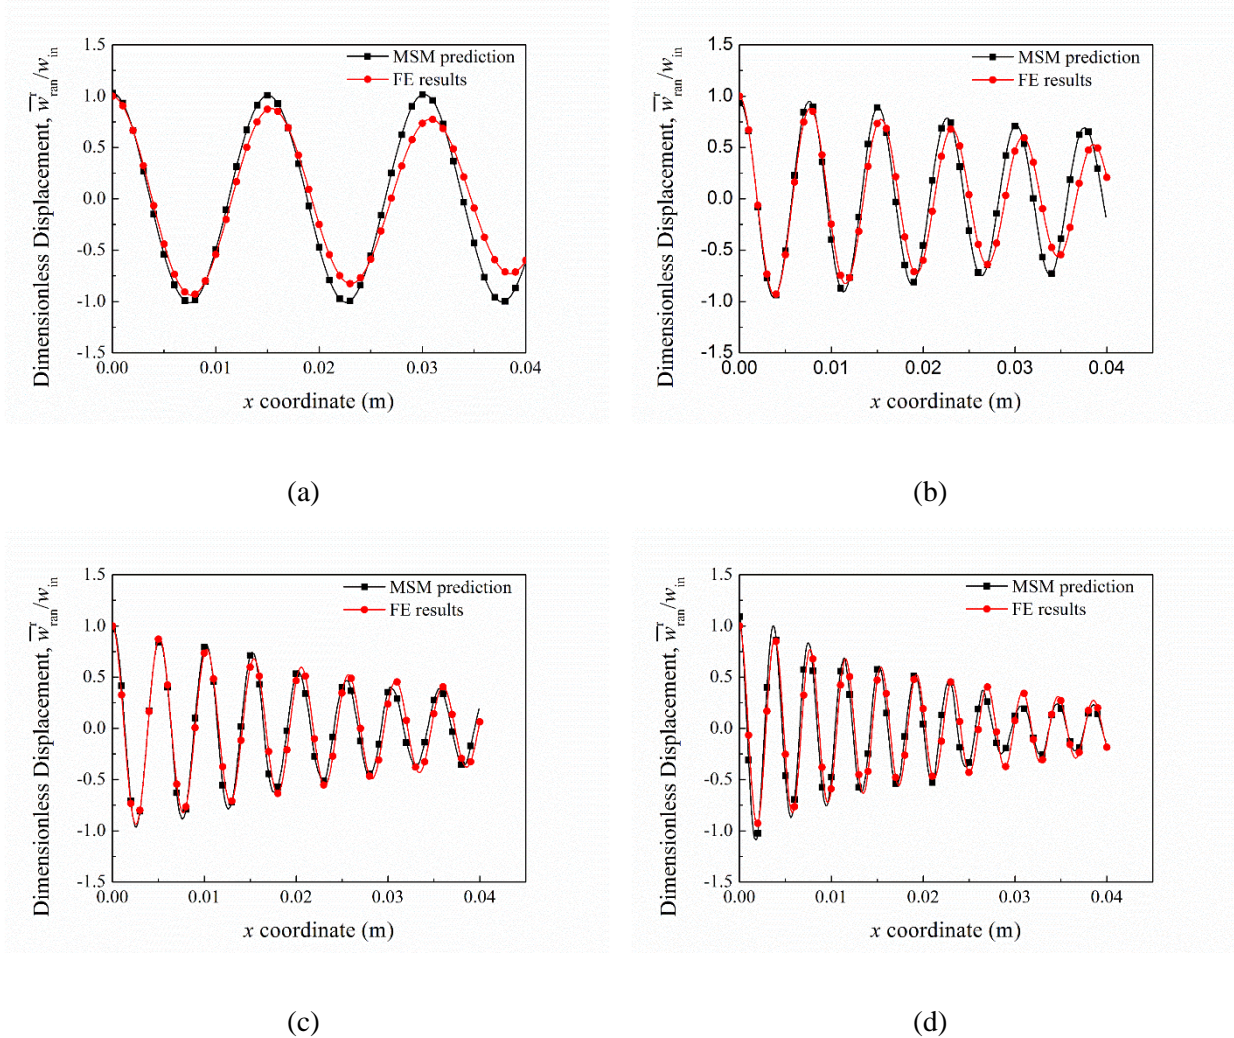 1.5
1.0
0.5
0.0
-0.5
-1.0
-1.5
0.00 0.01 0.02 0.03 0.04
x coordinate (m)
Dimensionless Displacement, w̅ʳran/win
MSM prediction
FE results
(a)
1.5
1.0
0.5
0.0
-0.5
-1.0
-1.5
0.00 0.01 0.02 0.03 0.04
x coordinate (m)
Dimensionless Displacement, w̅ʳran/win
MSM prediction
FE results
(b)
1.5
1.0
0.5
0.0
-0.5
-1.0
-1.5
0.00 0.01 0.02 0.03 0.04
x coordinate (m)
Dimensionless Displacement, w̅ʳran/win
MSM prediction
FE results
(c)
1.5
1.0
0.5
0.0
-0.5
-1.0
-1.5
0.00 0.01 0.02 0.03 0.04
x coordinate (m)
Dimensionless Displacement, w̅ʳran/win
MSM prediction
FE results
(d)